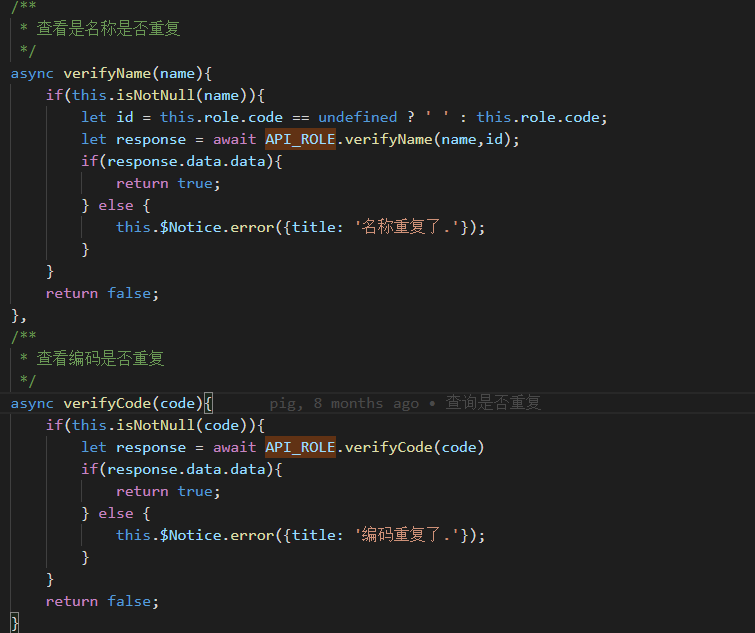 /**
 * 查看是名称是否重复
 */
async verifyName(name){
    if(this.isNotNull(name)){
        let id = this.role.code == undefined ? ' ' : this.role.code;
        let response = await API_ROLE.verifyName(name,id);
        if(response.data.data){
            return true;
        } else {
            this.$Notice.error({title: '名称重复了.'});
        }
    }
    return false;
},
/**
 * 查看编码是否重复
 */
async verifyCode(code){ pig, 8 months ago • 查询是否重复
    if(this.isNotNull(code)){
        let response = await API_ROLE.verifyCode(code)
        if(response.data.data){
            return true;
        } else {
            this.$Notice.error({title: '编码重复了.'});
        }
    }
    return false;
}